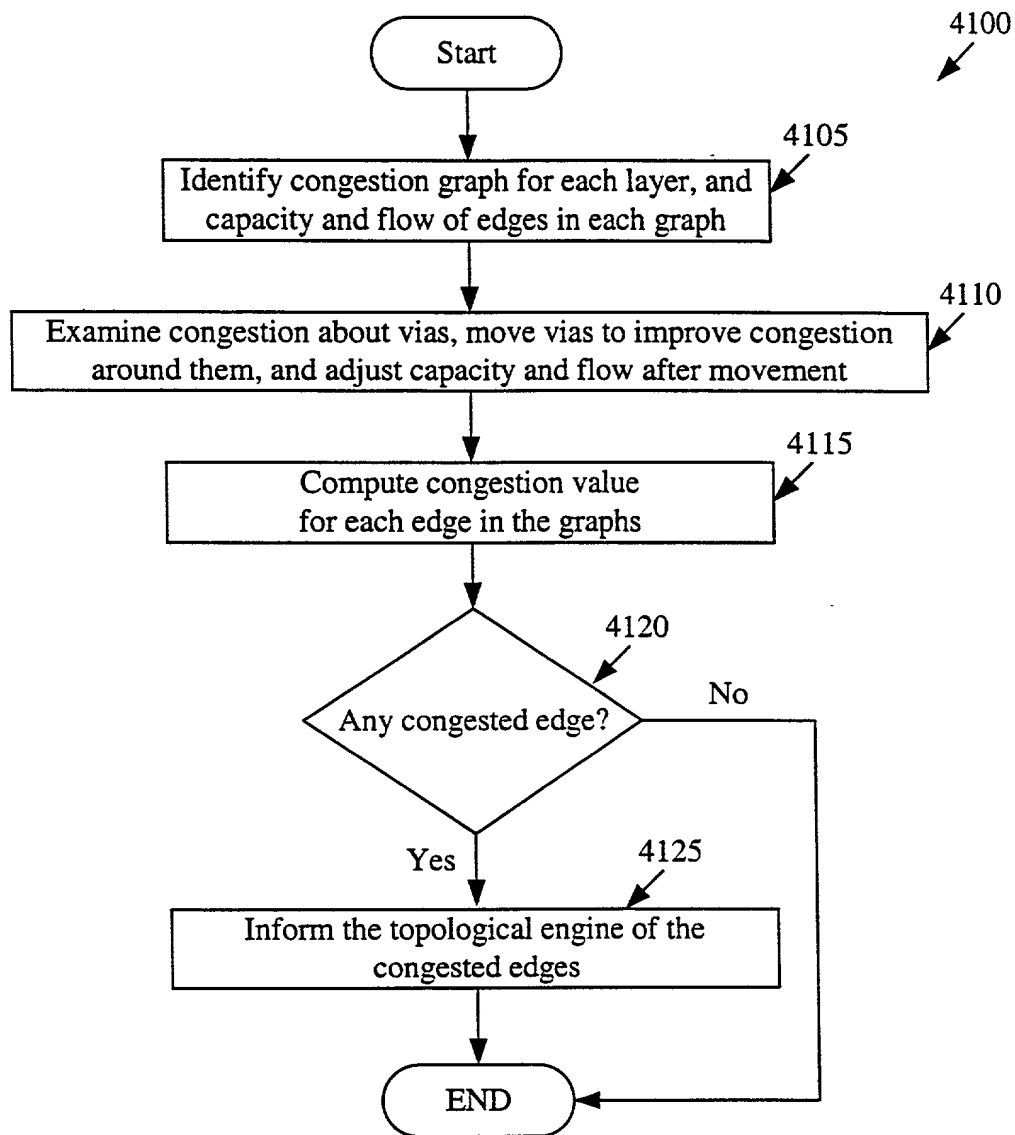 4100
Start
4105
Identify congestion graph for each layer, and
capacity and flow of edges in each graph
4110
Examine congestion about vias, move vias to improve congestion
around them, and adjust capacity and flow after movement
4115
Compute congestion value
for each edge in the graphs
4120
Any congested edge?
No
Yes
4125
Inform the topological engine of the
congested edges
END